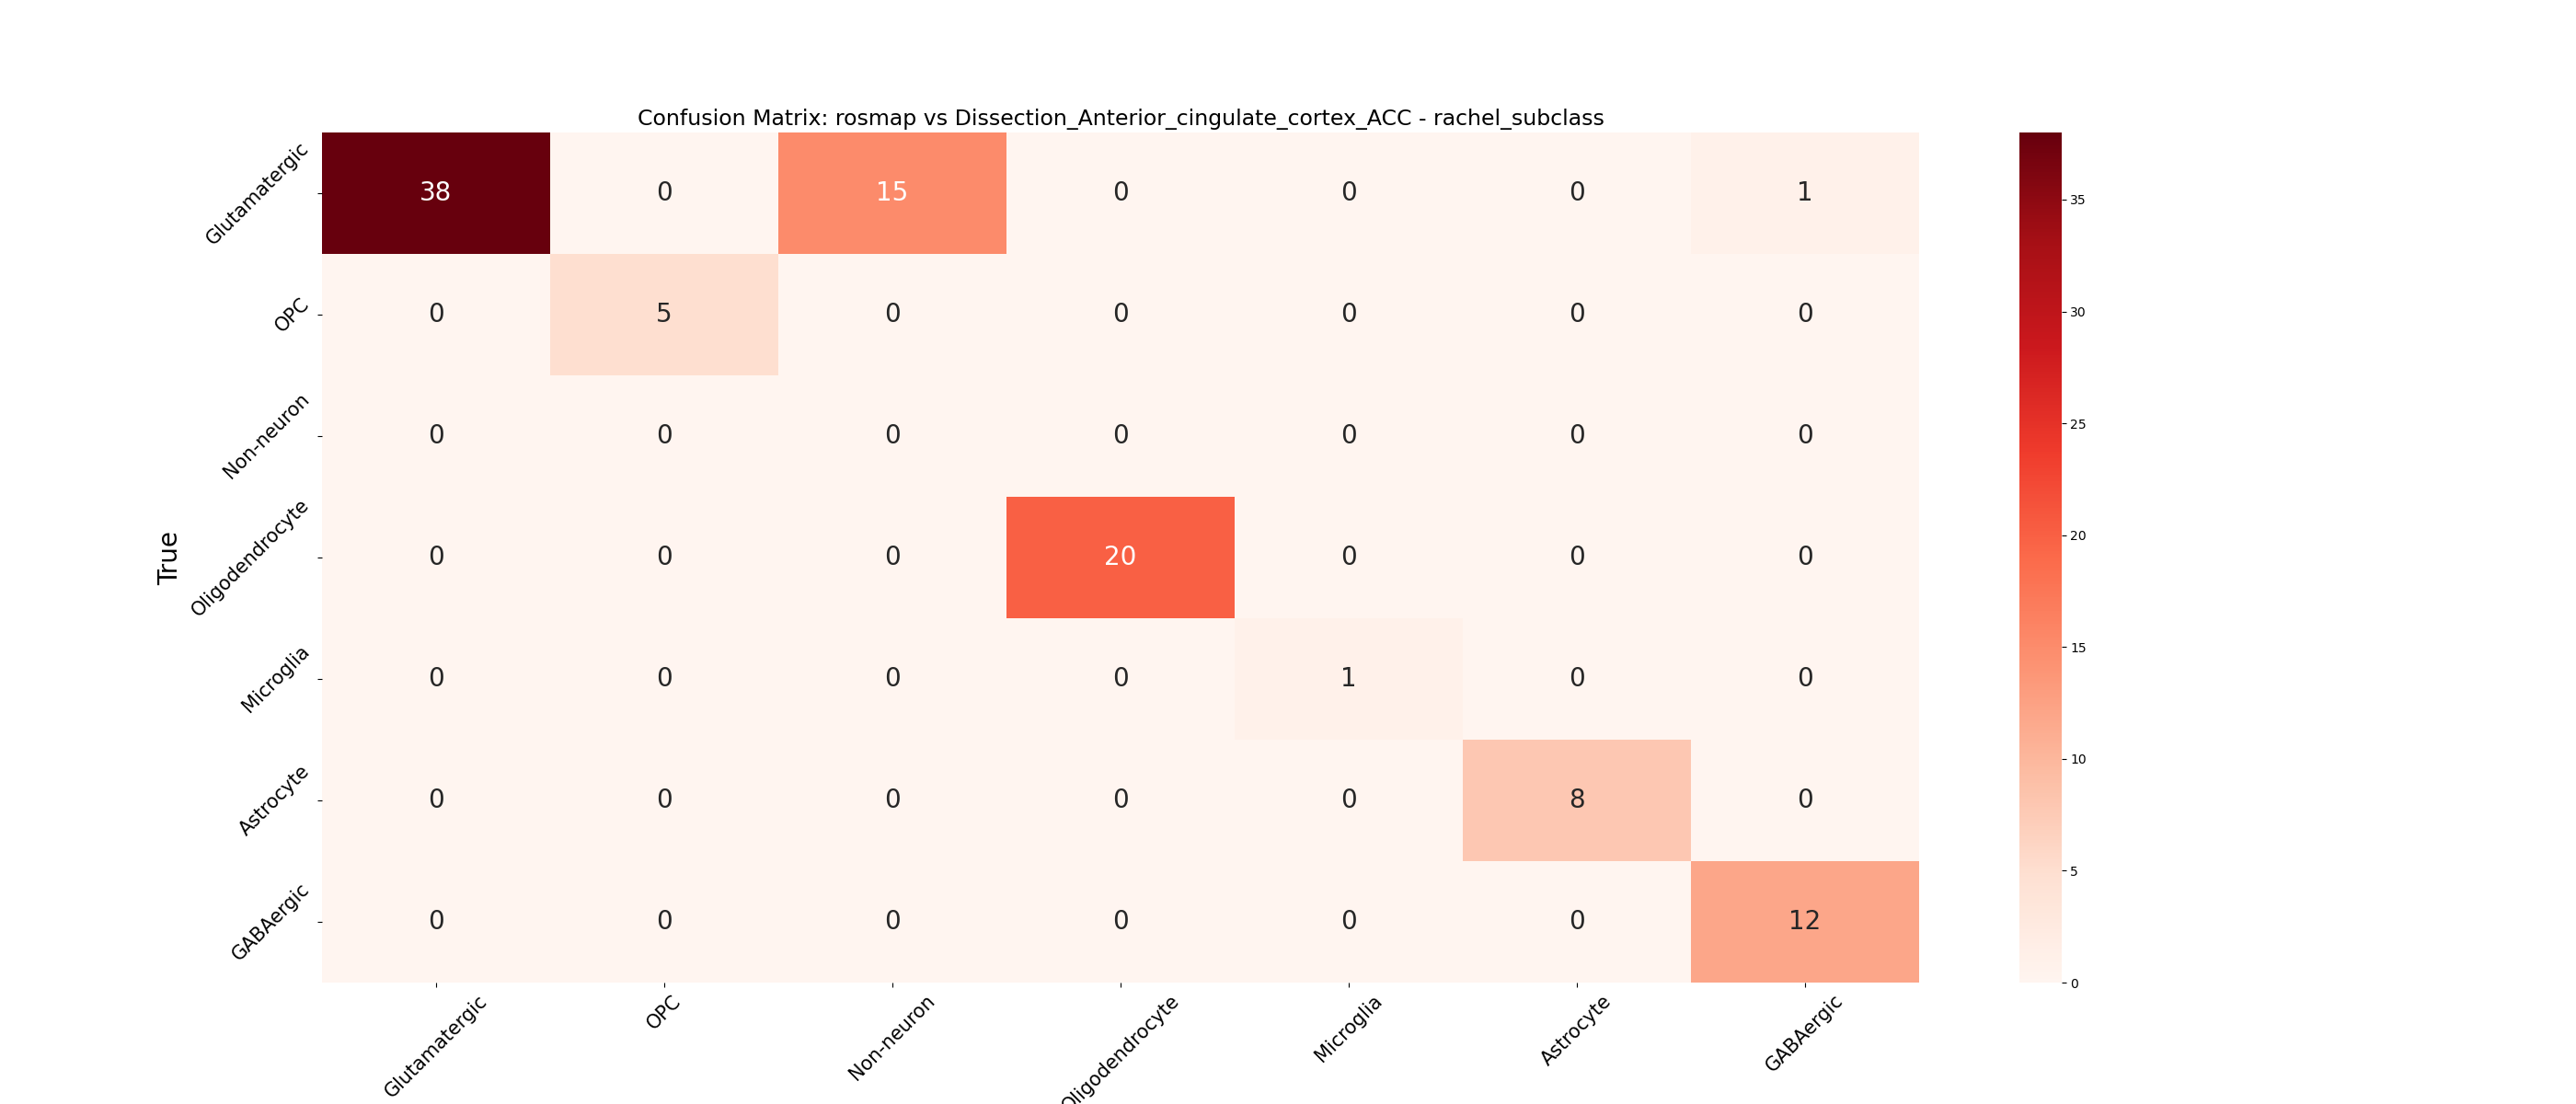 Confusion Matrix: rosmap vs Dissection_Anterior_cingulate_cortex_ACC - rachel_subclass
Glutamatergic 38 0 15 0 0 0 1
OPC 0 5 0 0 0 0 0
Non-neuron 0 0 0 0 0 0 0
Oligodendrocyte 0 0 0 20 0 0 0
Microglia 0 0 0 0 1 0 0
Astrocyte 0 0 0 0 0 8 0
GABAergic 0 0 0 0 0 0 12
True
Glutamatergic OPC Non-neuron Oligodendrocyte Microglia Astrocyte GABAergic
35
30
25
20
15
10
5
0